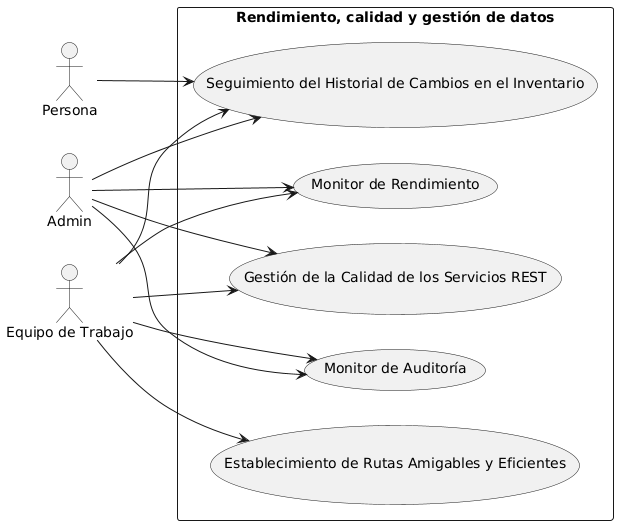 Rendimiento, calidad y gestión de datos
Persona
Seguimiento del Historial de Cambios en el Inventario
Admin
Monitor de Rendimiento
Gestión de la Calidad de los Servicios REST
Equipo de Trabajo
Monitor de Auditoría
Establecimiento de Rutas Amigables y Eficientes